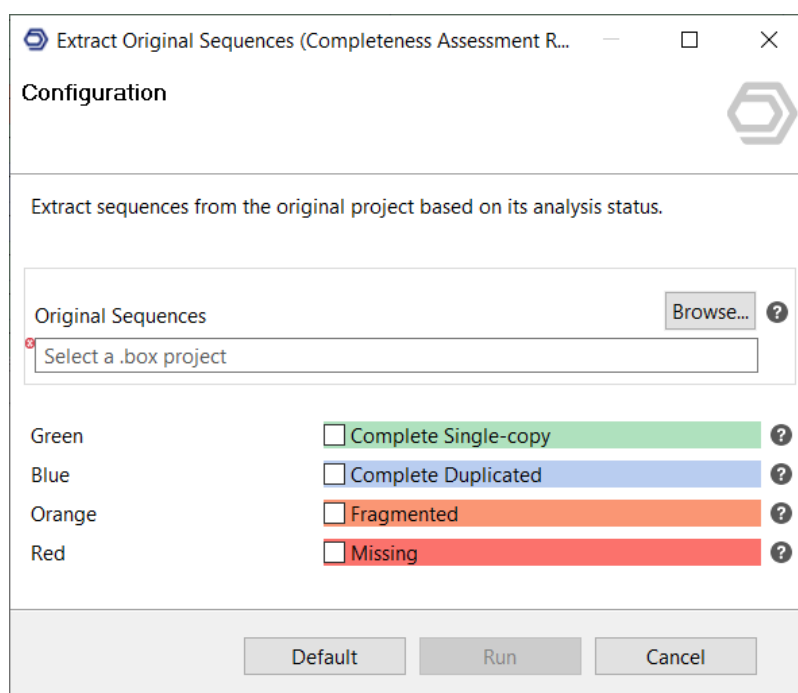 Extract Original Sequences (Completeness Assessment R...
Configuration
Extract sequences from the original project based on its analysis status.
Original Sequences
Browse...
?
Select a .box project
Green
Complete Single-copy
?
Blue
Complete Duplicated
?
Orange
Fragmented
?
Red
Missing
?
Default
Run
Cancel